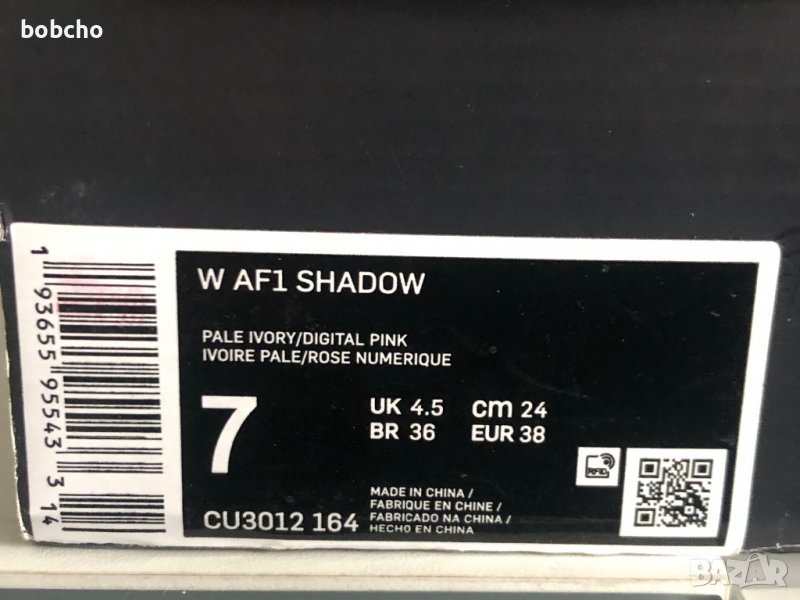 bobcho
1 93655 95543 3 14
W AF1 SHADOW
PALE IVORY/DIGITAL PINK
IVOIRE PALE/ROSE NUMERIQUE
7
UK 4.5 cm 24
BR 36 EUR 38
RFID
CU3012 164
MADE IN CHINA /
FABRIQUE EN CHINE /
FABRICADO NA CHINA /
HECHO EN CHINA
BAZAR